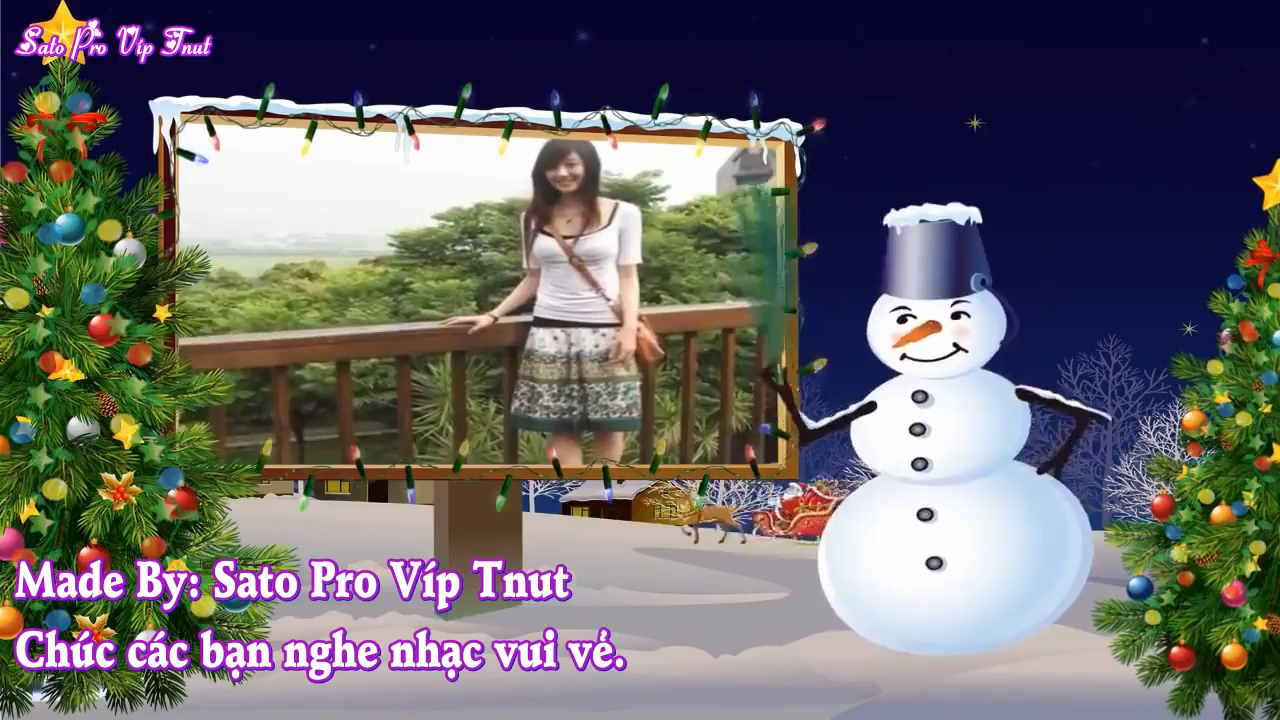 Sato Pro Víp Tnut
Made By: Sato Pro Víp Tnut
Chúc các bạn nghe nhạc vui vẻ.